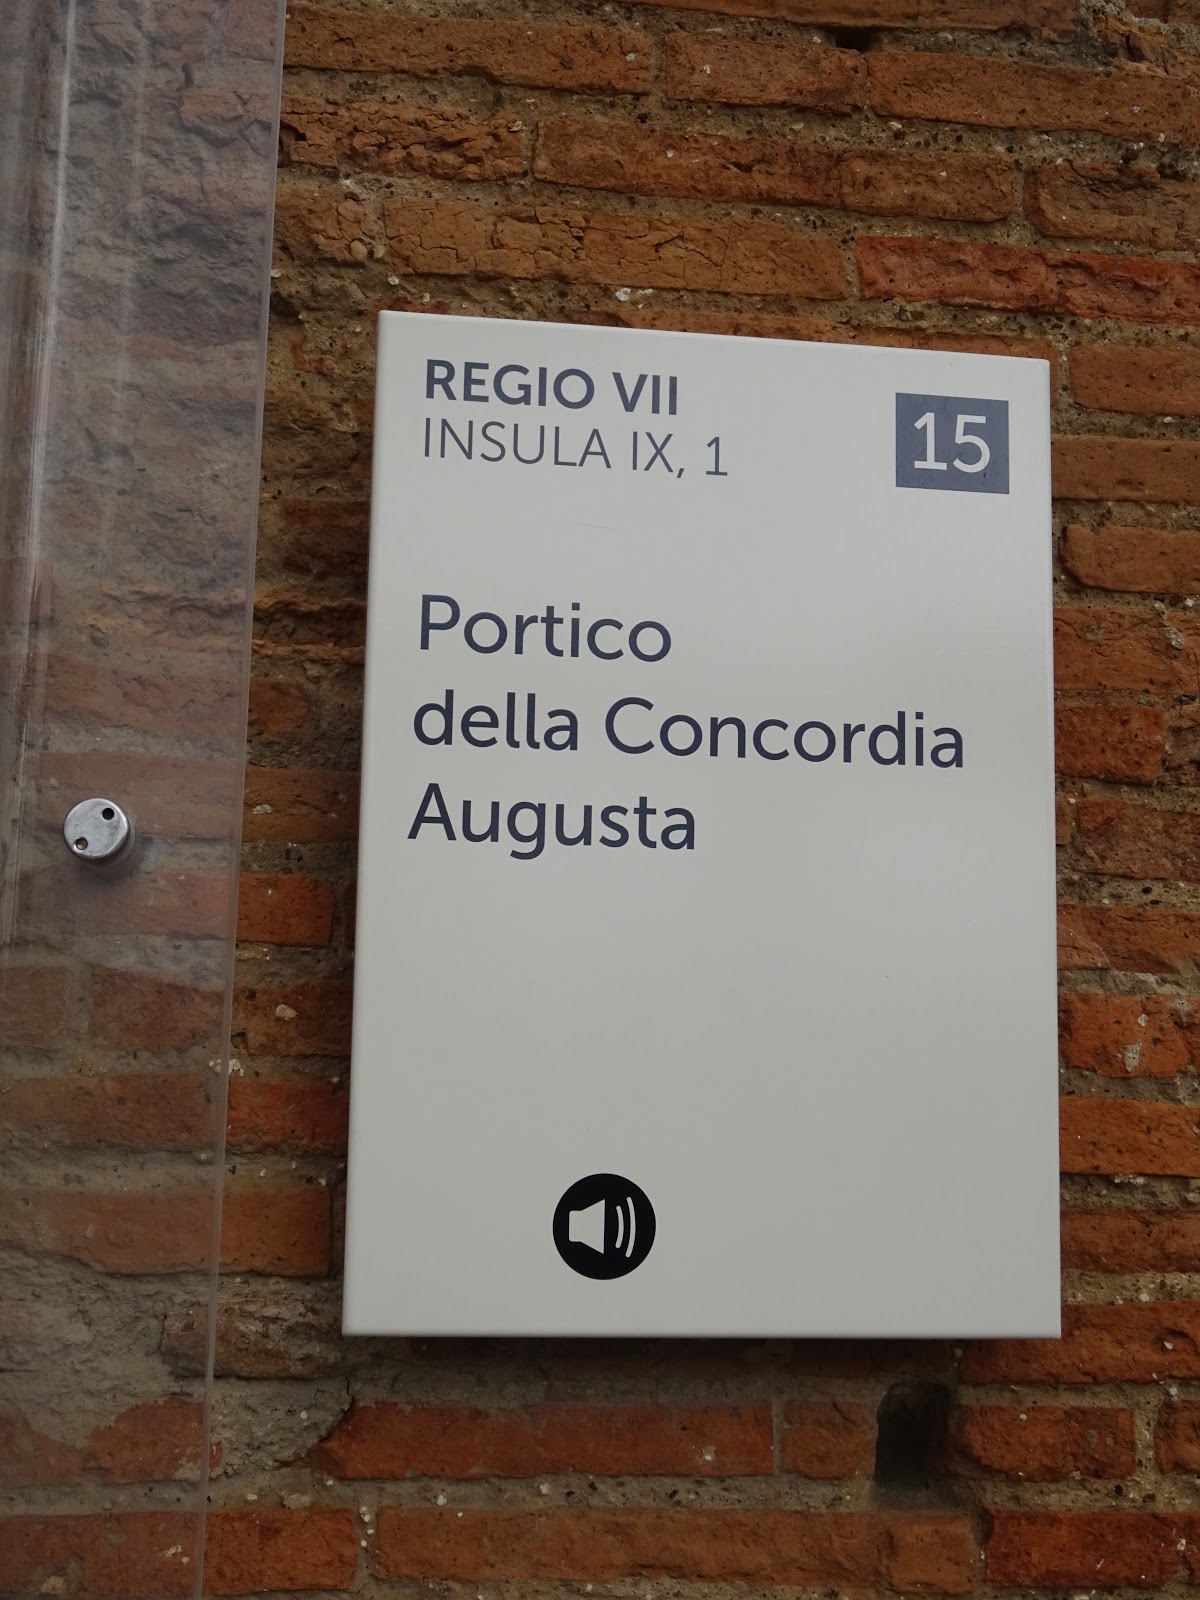 REGIO VII
INSULA IX, 1
15
Portico
della Concordia
Augusta